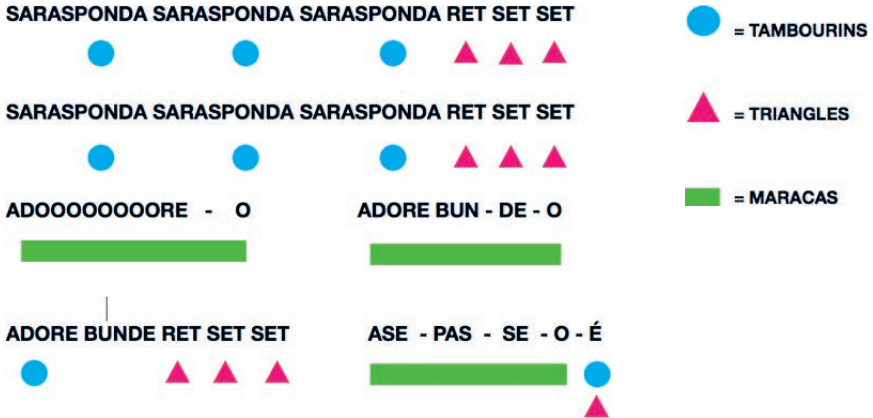 SARASPONDA SARASPONDA SARASPONDA RET SET SET
SARASPONDA SARASPONDA SARASPONDA RET SET SET
ADOOOOOOOORE - O ADORE BUN - DE - O
ADORE BUNDE RET SET SET ASE - PAS - SE - O - É
= TAMBOURINS
= TRIANGLES
= MARACAS